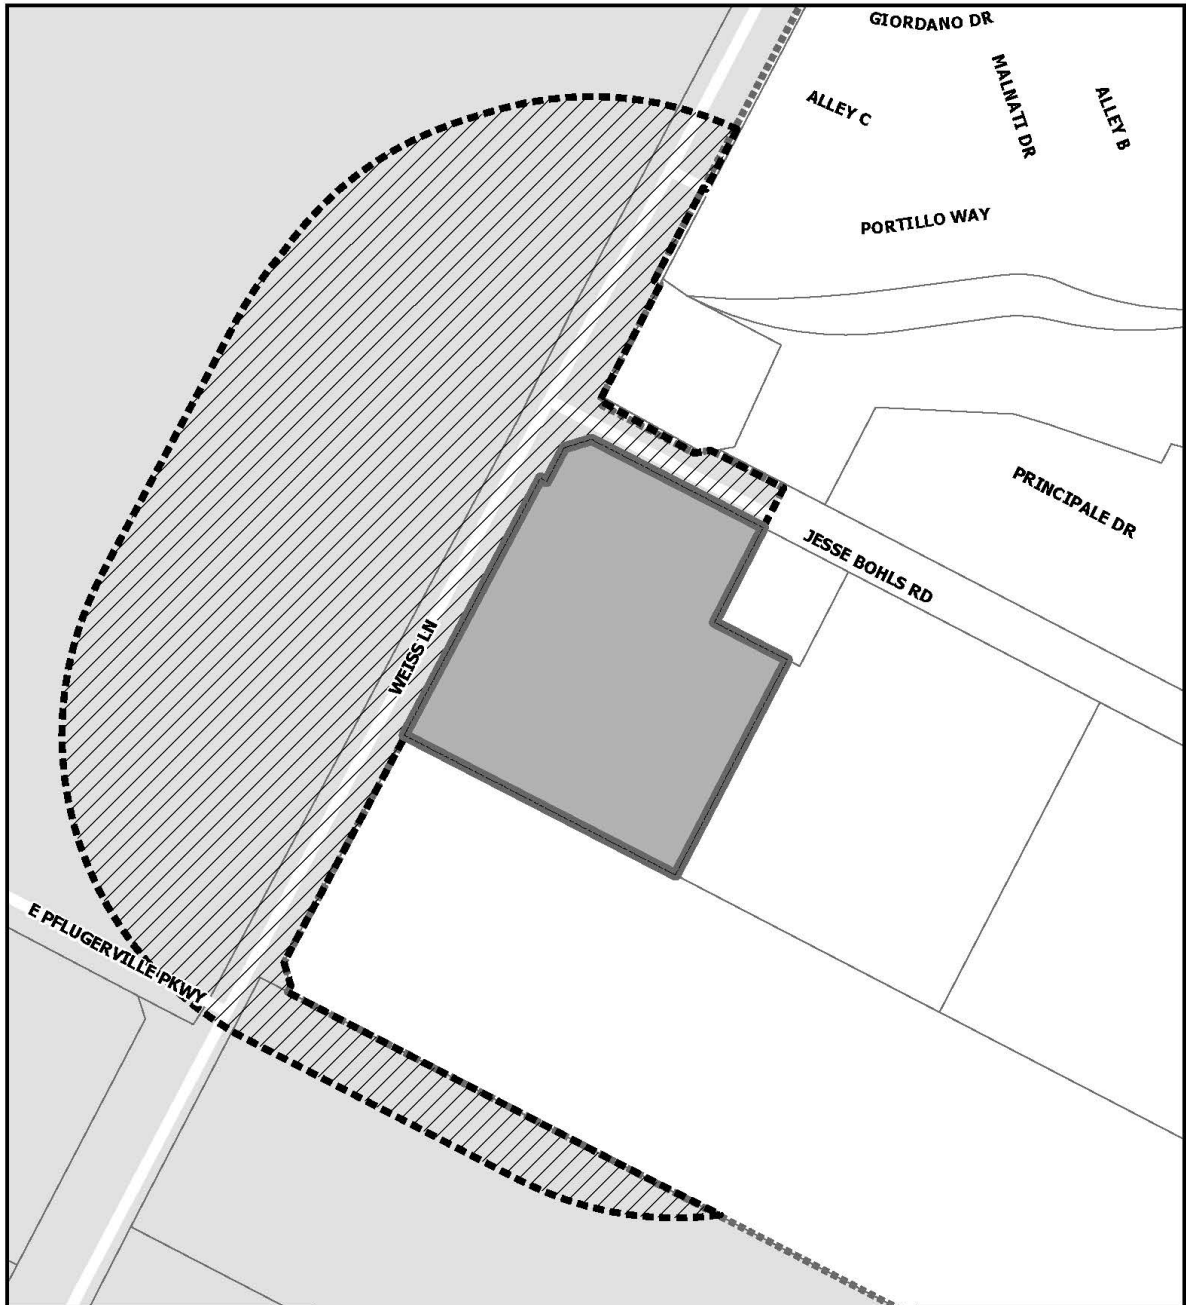 GIORDANO DR
MALNATI DR
ALLEY B
ALLEY C
PORTILLO WAY
PRINCIPALE DR
JESSE BOHLS RD
WEISS LN
E PFLUGERVILLE PKWY